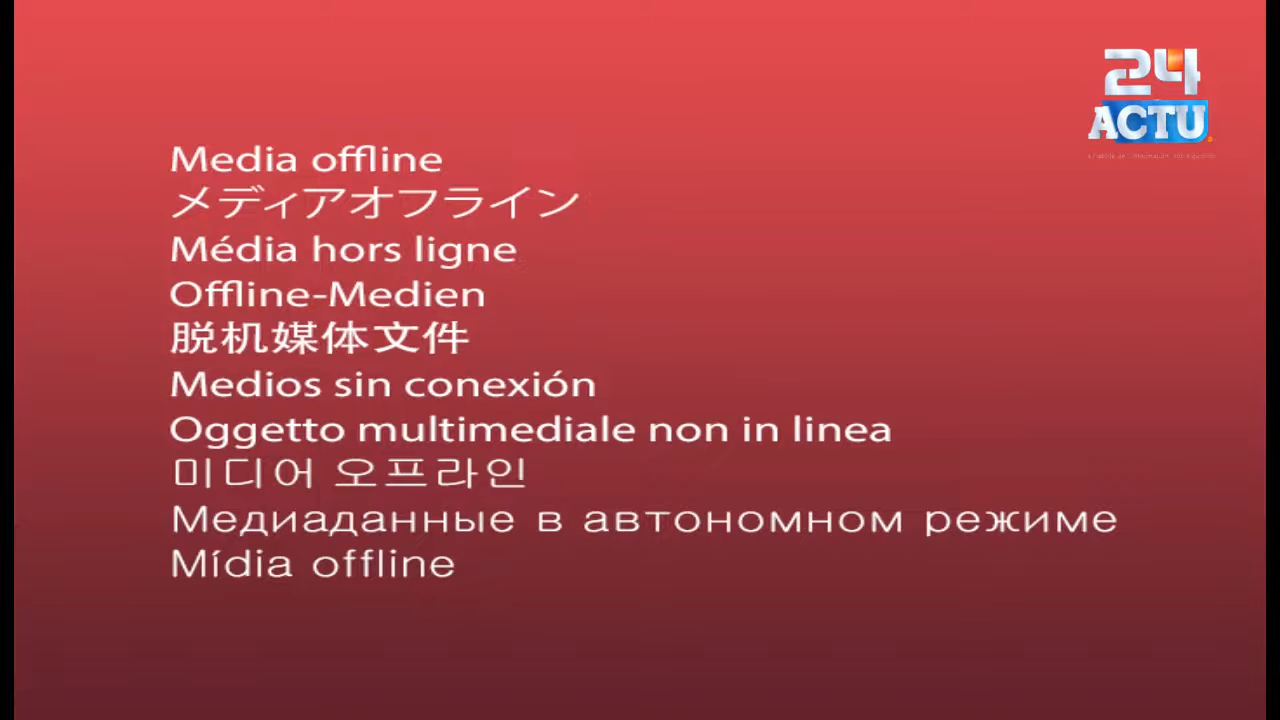 24
ACTU
Media offline
メディアオフライン
Média hors ligne
Offline-Medien
脱机媒体文件
Medios sin conexión
Oggetto multimediale non in linea
미디어 오프라인
Медиаданные в автономном режиме
Mídia offline